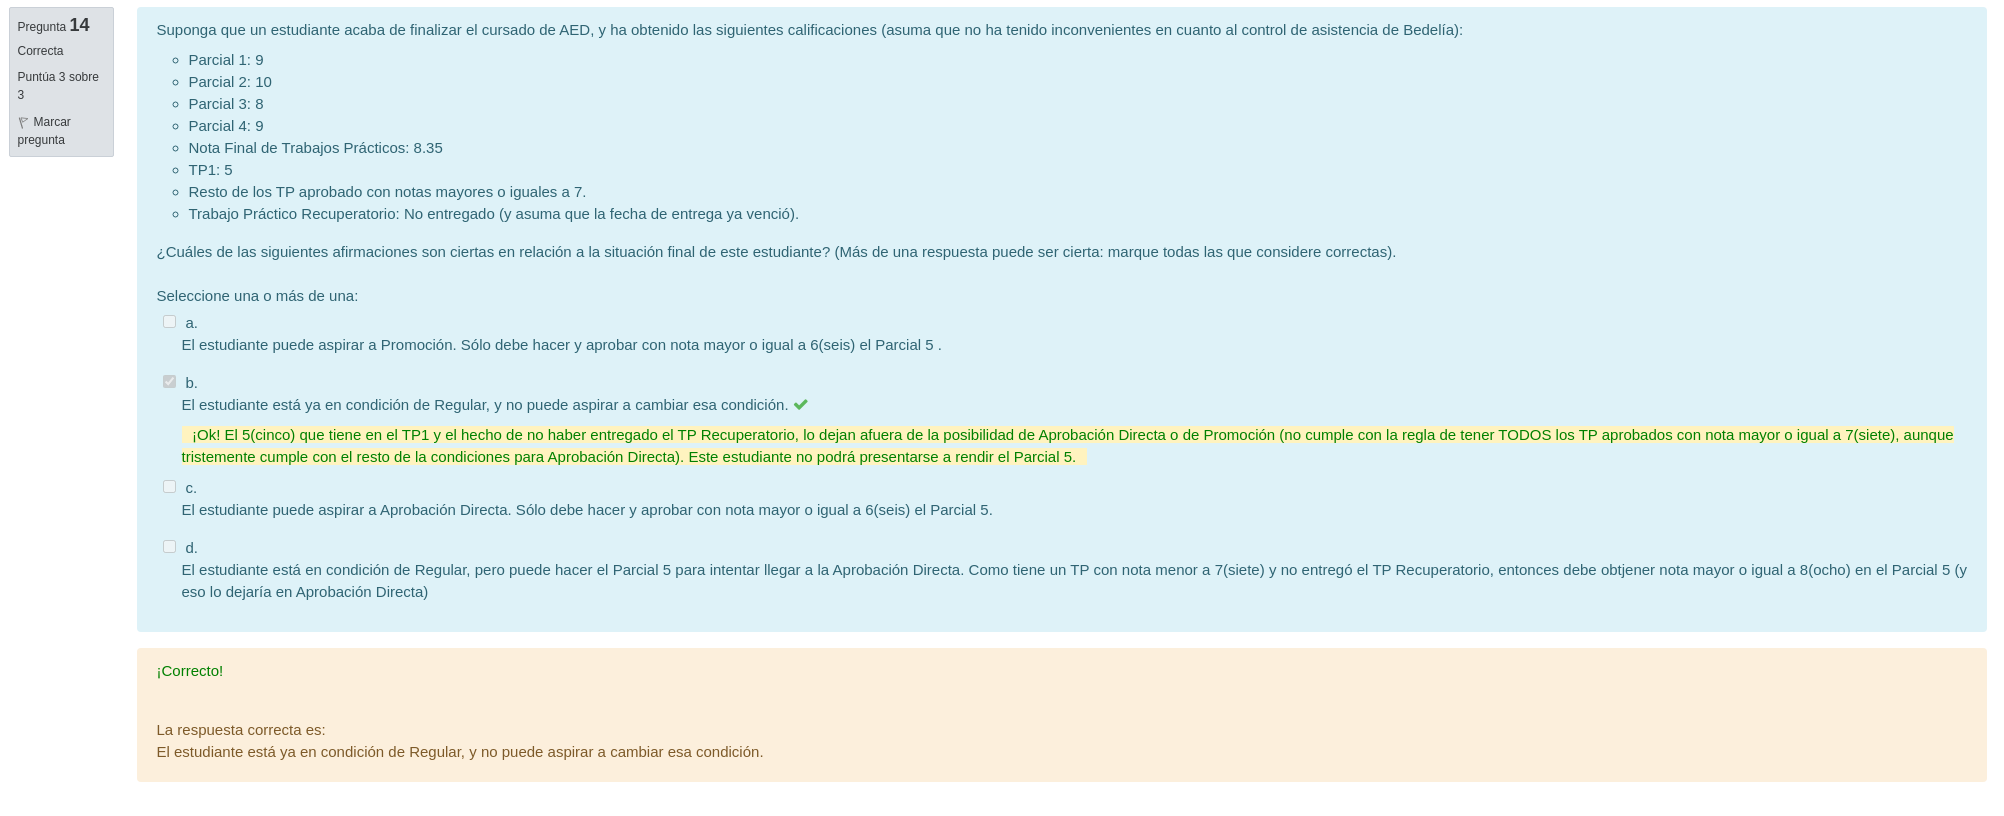 Pregunta 14
Correcta
Puntúa 3 sobre
3
Marcar
pregunta
Suponga que un estudiante acaba de finalizar el cursado de AED, y ha obtenido las siguientes calificaciones (asuma que no ha tenido inconvenientes en cuanto al control de asistencia de Bedelía):
Parcial 1: 9
Parcial 2: 10
Parcial 3: 8
Parcial 4: 9
Nota Final de Trabajos Prácticos: 8.35
TP1: 5
Resto de los TP aprobado con notas mayores o iguales a 7.
Trabajo Práctico Recuperatorio: No entregado (y asuma que la fecha de entrega ya venció).
¿Cuáles de las siguientes afirmaciones son ciertas en relación a la situación final de este estudiante? (Más de una respuesta puede ser cierta: marque todas las que considere correctas).
Seleccione una o más de una:
a.
El estudiante puede aspirar a Promoción. Sólo debe hacer y aprobar con nota mayor o igual a 6(seis) el Parcial 5 .
b.
El estudiante está ya en condición de Regular, y no puede aspirar a cambiar esa condición.
¡Ok! El 5(cinco) que tiene en el TP1 y el hecho de no haber entregado el TP Recuperatorio, lo dejan afuera de la posibilidad de Aprobación Directa o de Promoción (no cumple con la regla de tener TODOS los TP aprobados con nota mayor o igual a 7(siete), aunque
tristemente cumple con el resto de la condiciones para Aprobación Directa). Este estudiante no podrá presentarse a rendir el Parcial 5.
c.
El estudiante puede aspirar a Aprobación Directa. Sólo debe hacer y aprobar con nota mayor o igual a 6(seis) el Parcial 5.
d.
El estudiante está en condición de Regular, pero puede hacer el Parcial 5 para intentar llegar a la Aprobación Directa. Como tiene un TP con nota menor a 7(siete) y no entregó el TP Recuperatorio, entonces debe obtjener nota mayor o igual a 8(ocho) en el Parcial 5 (y
eso lo dejaría en Aprobación Directa)
¡Correcto!
La respuesta correcta es:
El estudiante está ya en condición de Regular, y no puede aspirar a cambiar esa condición.